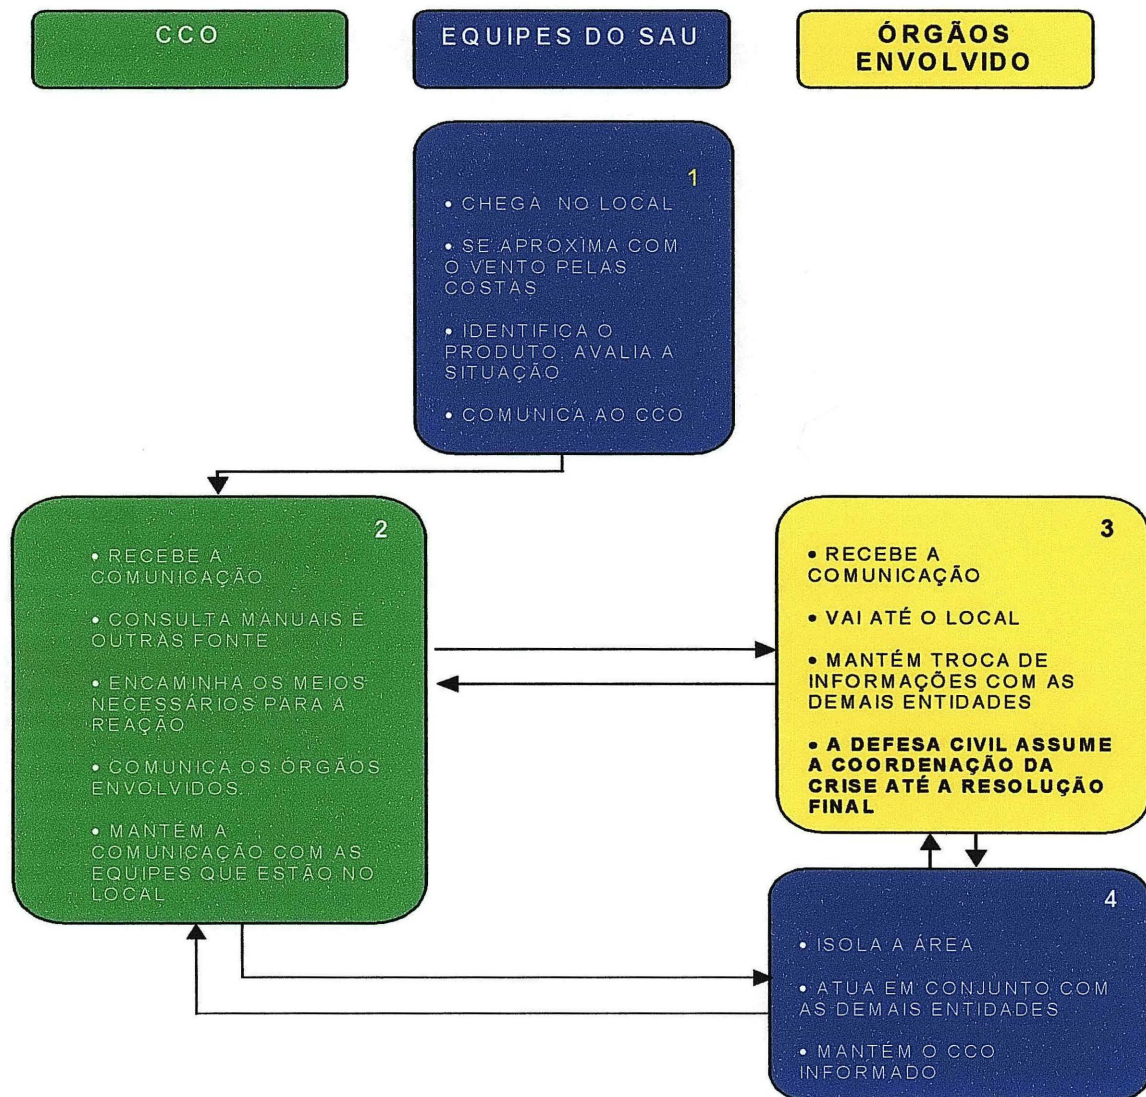 CCO
EQUIPES DO SAU
ÓRGÃOS
ENVOLVIDO
1
• CHEGA NO LOCAL
• SE APROXIMA COM
O VENTO PELAS
COSTAS
• IDENTIFICA O
PRODUTO, AVALIA A
SITUAÇÃO
• COMUNICA AO CCO
2
• RECEBE A
COMUNICAÇÃO
• CONSULTA MANUAIS E
OUTRAS FONTE
• ENCAMINHA OS MEIOS
NECESSÁRIOS PARA A
REAÇÃO
• COMUNICA OS ÓRGÃOS
ENVOLVIDOS.
• MANTÉM A
COMUNICAÇÃO COM AS
EQUIPES QUE ESTÃO NO
LOCAL
3
• RECEBE A
COMUNICAÇÃO
• VAI ATÉ O LOCAL
• MANTÉM TROCA DE
INFORMAÇÕES COM AS
DEMAIS ENTIDADES
• A DEFESA CIVIL ASSUME
A COORDENAÇÃO DA
CRISE ATÉ A RESOLUÇÃO
FINAL
4
• ISOLA A ÁREA
• ATUA EM CONJUNTO COM
AS DEMAIS ENTIDADES
• MANTÉM O CCO
INFORMADO